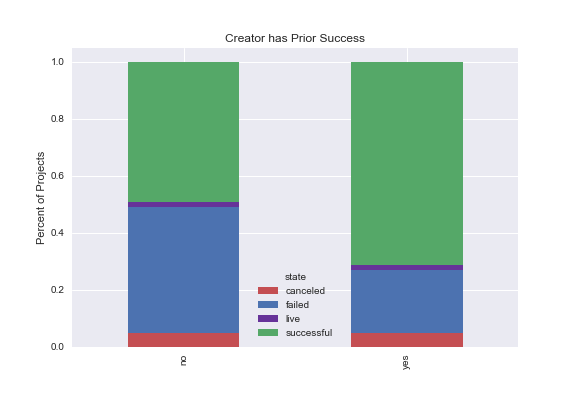 Creator has Prior Success
Percent of Projects
1.0
0.8
0.6
0.4
0.2
0.0
state
canceled
failed
live
successful
no
yes